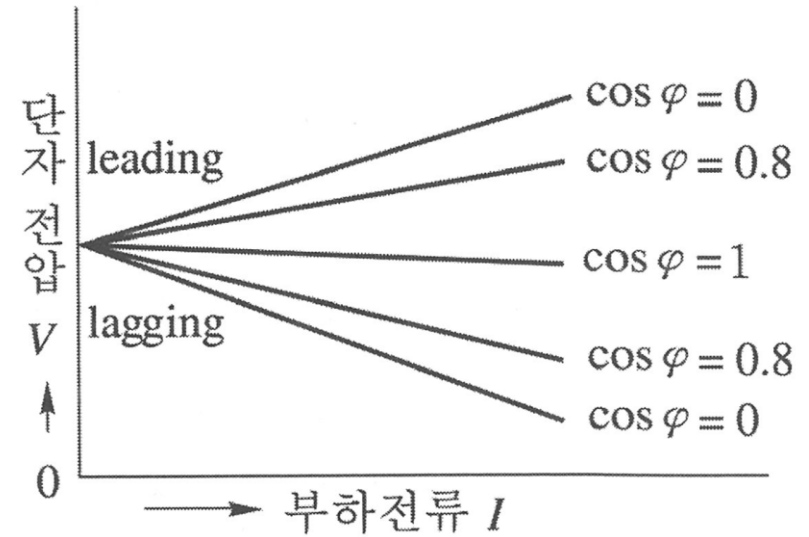 단자 전압 V
leading
lagging
cos φ = 0
cos φ = 0.8
cos φ = 1
cos φ = 0.8
cos φ = 0
0
부하전류 I